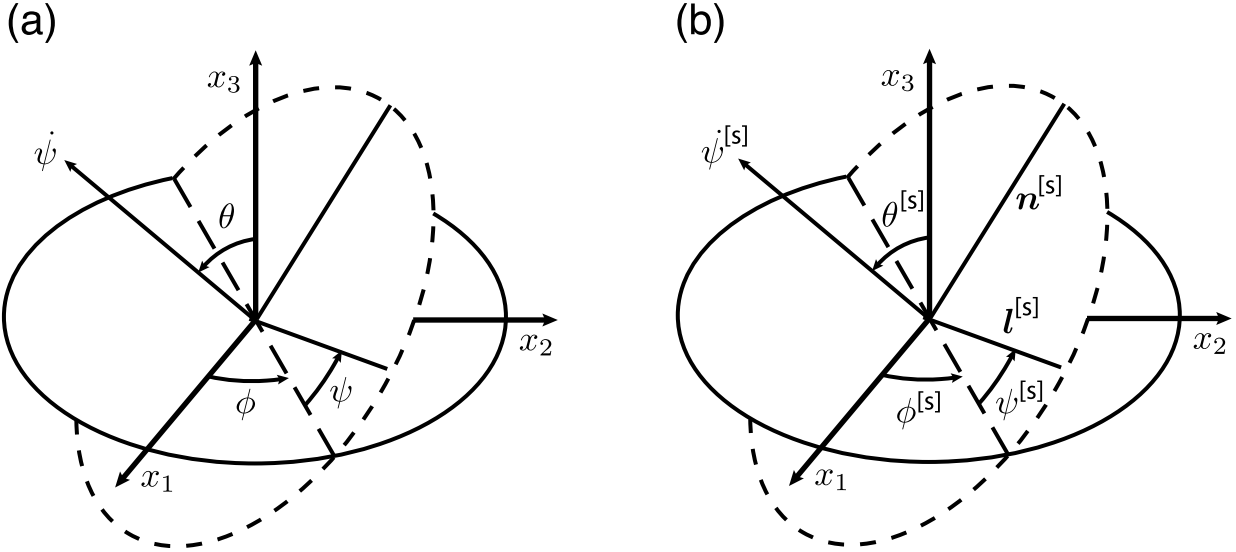 (a)
x₃
ψ̇
θ
x₂
ϕ
ψ
x₁
(b)
x₃
ψ̇[s]
θ[s]
n[s]
l[s]
x₂
ϕ[s]
ψ[s]
x₁